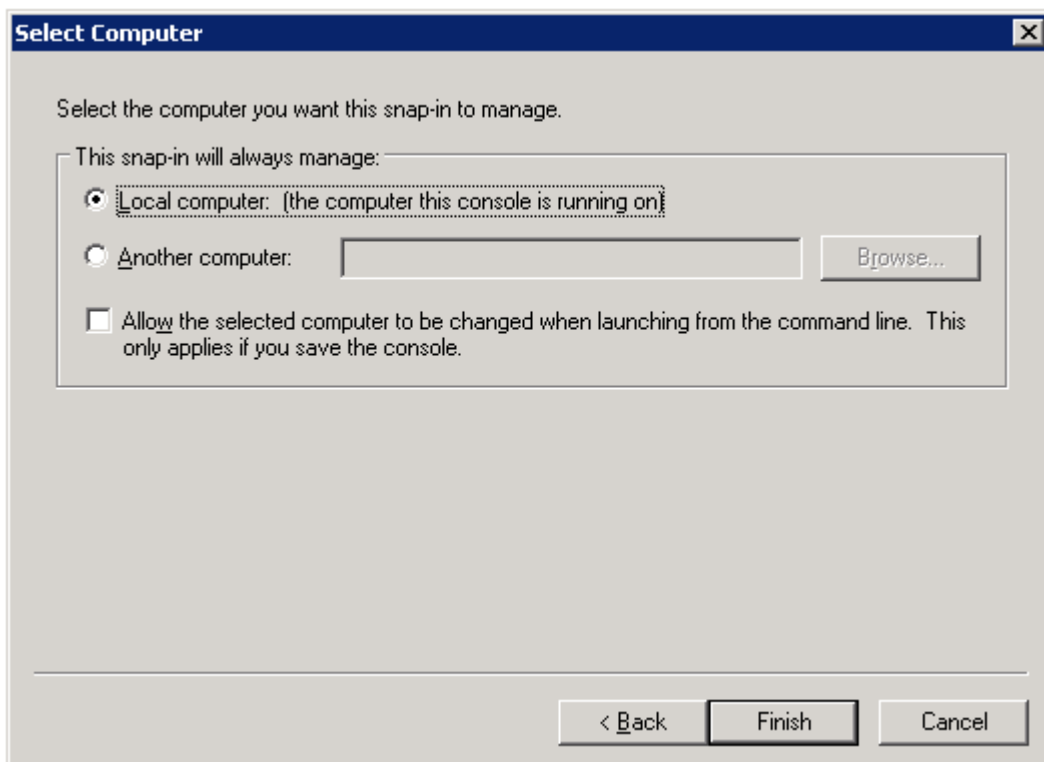 Select Computer
Select the computer you want this snap-in to manage.
This snap-in will always manage:
Local computer:  (the computer this console is running on)
Another computer:
Browse...
Allow the selected computer to be changed when launching from the command line.  This
only applies if you save the console.
< Back
Finish
Cancel